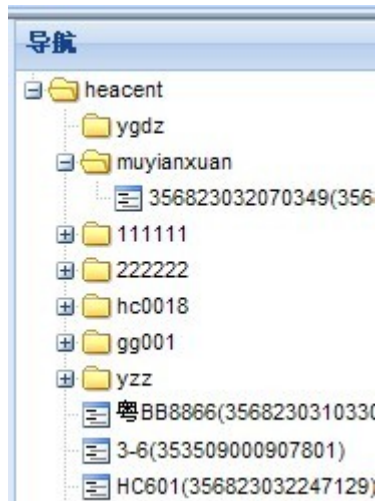 导航
heacent
ygdz
muyianxuan
356823032070349(356
111111
222222
hc0018
gg001
yzz
粤BB8866(356823031033
3-6(353509000907801)
HC601(356823032247129)